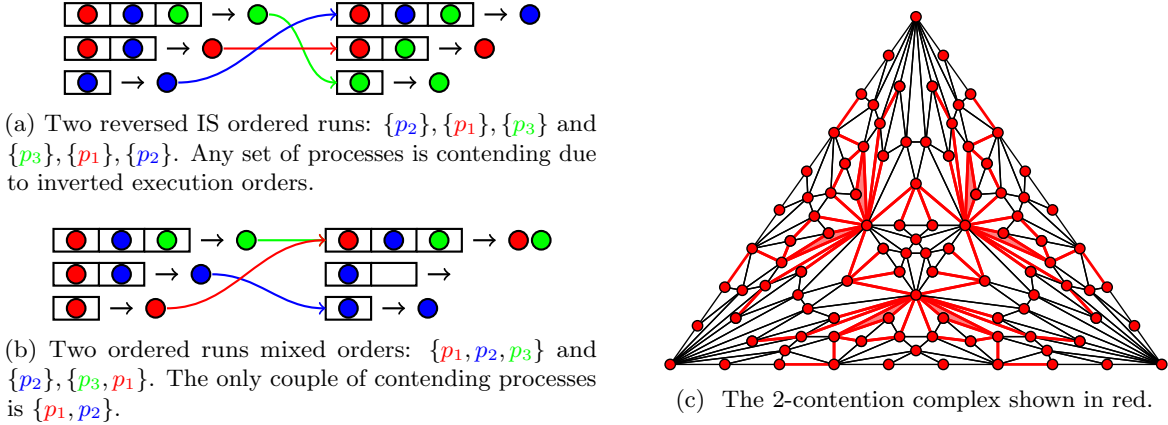 (a) Two reversed IS ordered runs: {p₂}, {p₁}, {p₃} and
{p₃}, {p₁}, {p₂}. Any set of processes is contending due
to inverted execution orders.
(b) Two ordered runs mixed orders: {p₁, p₂, p₃} and
{p₂}, {p₃, p₁}. The only couple of contending processes
is {p₁, p₂}.
(c) The 2-contention complex shown in red.